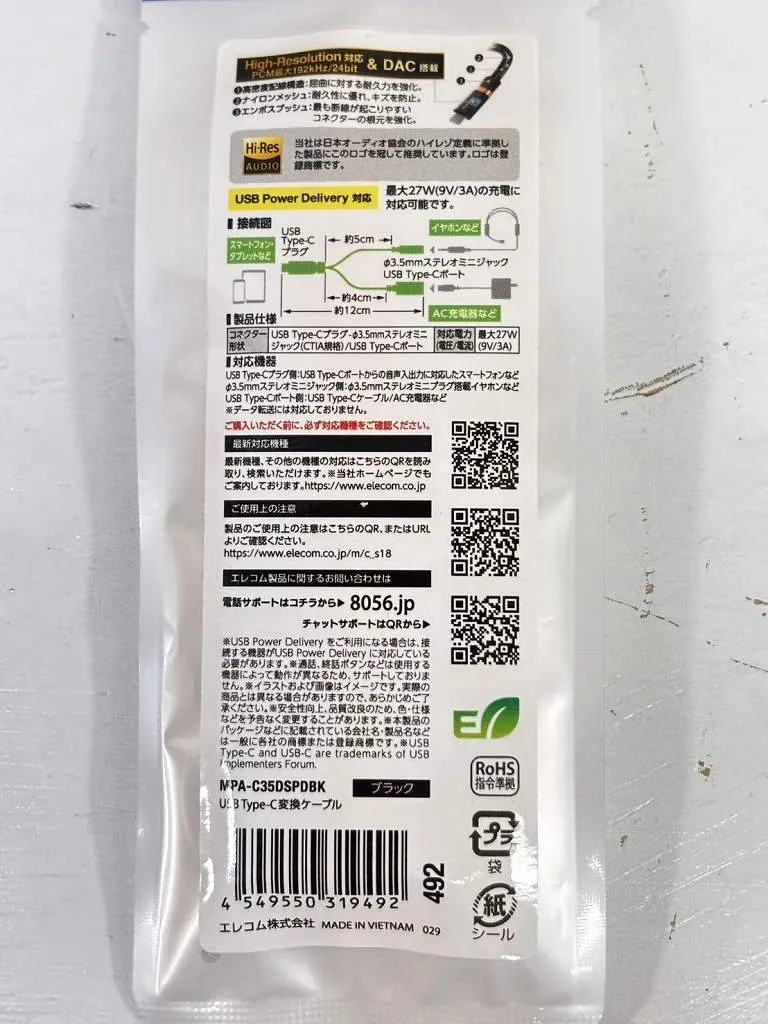 High-Resolution 対応
PCM最大192kHz/24bit & DAC 搭載
❶高密度配線構造：屈曲に対する耐久力を強化。
❷ナイロンメッシュ：耐久性に優れ、キズを防止。
❸エンボスブッシュ：最も断線が起こりやすい
コネクターの根元を強化。
Hi-Res
AUDIO
当社は日本オーディオ協会のハイレゾ定義に準拠し
た製品にこのロゴを冠して推奨しています。ロゴは登
録商標です。
USB Power Delivery 対応
最大27W(9V/3A)の充電に
対応可能です。
接続図
スマートフォン・
タブレットなど
USB
Type-C
プラグ
約5cm
イヤホンなど
φ3.5mmステレオミニジャック
USB Type-Cポート
約4cm
約12cm
AC充電器など
製品仕様
コネクター
形状
USB Type-Cプラグ-φ3.5mmステレオミニ
ジャック(CTIA規格)/USB Type-Cポート
対応電力
(電圧/電流)
最大27W
(9V/3A)
対応機器
USB Type-Cプラグ側：USB Type-Cポートからの音声入出力に対応したスマートフォンなど
φ3.5mmステレオミニジャック側：φ3.5mmステレオミニプラグ搭載イヤホンなど
USB Type-Cポート側：USB Type-Cケーブル/AC充電器など
※データ転送には対応しておりません。
ご購入いただく前に、必ず対応機種をご確認ください。
最新対応機種
最新機種、その他の機種の対応はこちらのQRを読み
取り、検索いただけます。※当社ホームページでも
ご案内しております。https://www.elecom.co.jp
ご使用上の注意
製品のご使用上の注意はこちらのQR、またはURL
よりご確認ください。
https://www.elecom.co.jp/m/c_s18
エレコム製品に関するお問い合わせは
電話サポートはコチラから▶ 8056.jp
チャットサポートはQRから▶
※USB Power Delivery をご利用になる場合は、接
続する機器がUSB Power Delivery に対応している
必要があります。※通話、終話ボタンなどは使用する
機器によって動作が異なるため、サポートしておりま
せん。※イラストおよび画像はイメージです。実際の
商品とは異なる場合がありますので、あらかじめご了
承ください。※安全性向上、品質改良のため、色・仕様
などを予告なく変更することがあります。※本製品の
パッケージなどに記載されている会社名・製品名など
は一般に各社の商標または登録商標です。※USB
Type-C and USB-C are trademarks of USB
Implementers Forum.
RoHS
指令準拠
MPA-C35DSPDBK ブラック
USB Type-C変換ケーブル
プラ
袋
4 549550 319492
492
紙
シール
エレコム株式会社 MADE IN VIETNAM 029